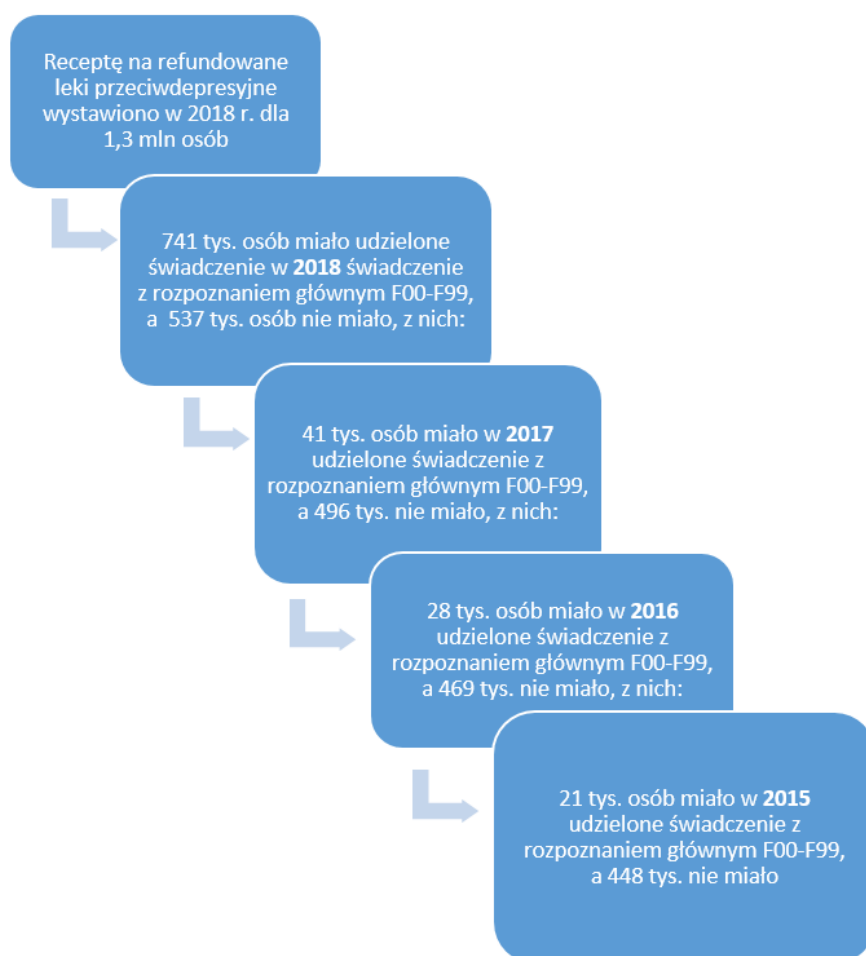 Receptę na refundowane
leki przeciwdepresyjne
wystawiono w 2018 r. dla
1,3 mln osób
741 tys. osób miało udzielone
świadczenie w 2018 świadczenie
z rozpoznaniem głównym F00-F99,
a 537 tys. osób nie miało, z nich:
41 tys. osób miało w 2017
udzielone świadczenie z
rozpoznaniem głównym F00-F99,
a 496 tys. nie miało, z nich:
28 tys. osób miało w 2016
udzielone świadczenie z
rozpoznaniem głównym F00-F99,
a 469 tys. nie miało, z nich:
21 tys. osób miało w 2015
udzielone świadczenie z
rozpoznaniem głównym F00-F99,
a 448 tys. nie miało